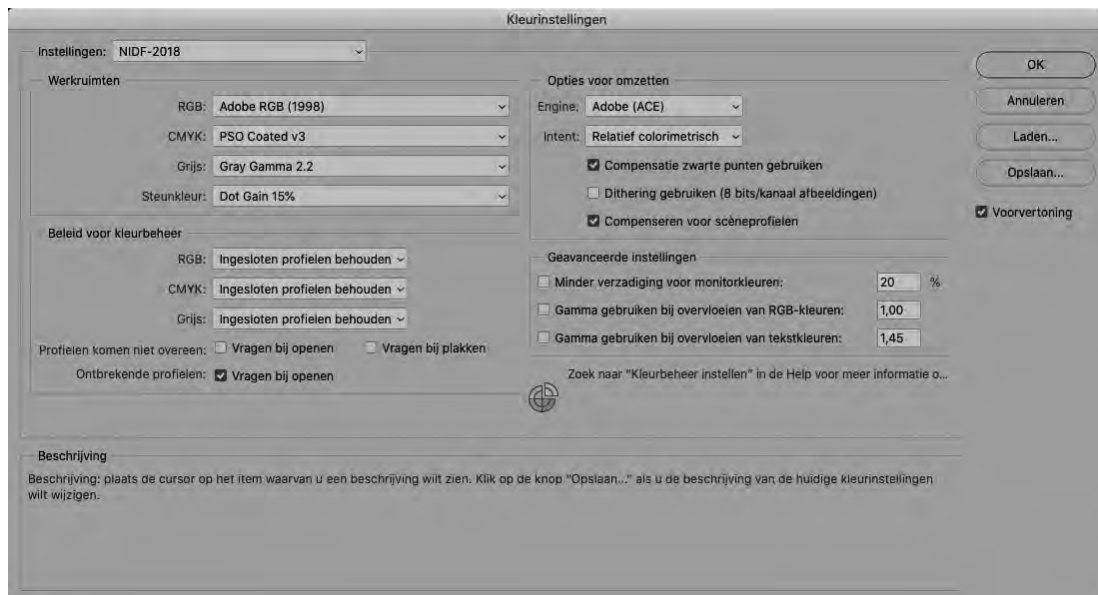 Kleurinstellingen
Instellingen: NIDF-2018
Werkruimten
RGB: Adobe RGB (1998)
CMYK: PSO Coated v3
Grijs: Gray Gamma 2.2
Steunkleur: Dot Gain 15%
Beleid voor kleurbeheer
RGB: Ingesloten profielen behouden
CMYK: Ingesloten profielen behouden
Grijs: Ingesloten profielen behouden
Profielen komen niet overeen: Vragen bij openen Vragen bij plakken
Ontbrekende profielen: Vragen bij openen
Opties voor omzetten
Engine: Adobe (ACE)
Intent: Relatief colorimetrisch
Compensatie zwarte punten gebruiken
Dithering gebruiken (8 bits/kanaal afbeeldingen)
Compenseren voor scèneprofielen
Geavanceerde instellingen
Minder verzadiging voor monitorkleuren: 20 %
Gamma gebruiken bij overvloeien van RGB-kleuren: 1,00
Gamma gebruiken bij overvloeien van tekstkleuren: 1,45
Zoek naar "Kleurbeheer instellen" in de Help voor meer informatie o...
OK
Annuleren
Laden...
Opslaan...
Voorvertoning
Beschrijving
Beschrijving: plaats de cursor op het item waarvan u een beschrijving wilt zien. Klik op de knop "Opslaan..." als u de beschrijving van de huidige kleurinstellingen
wilt wijzigen.